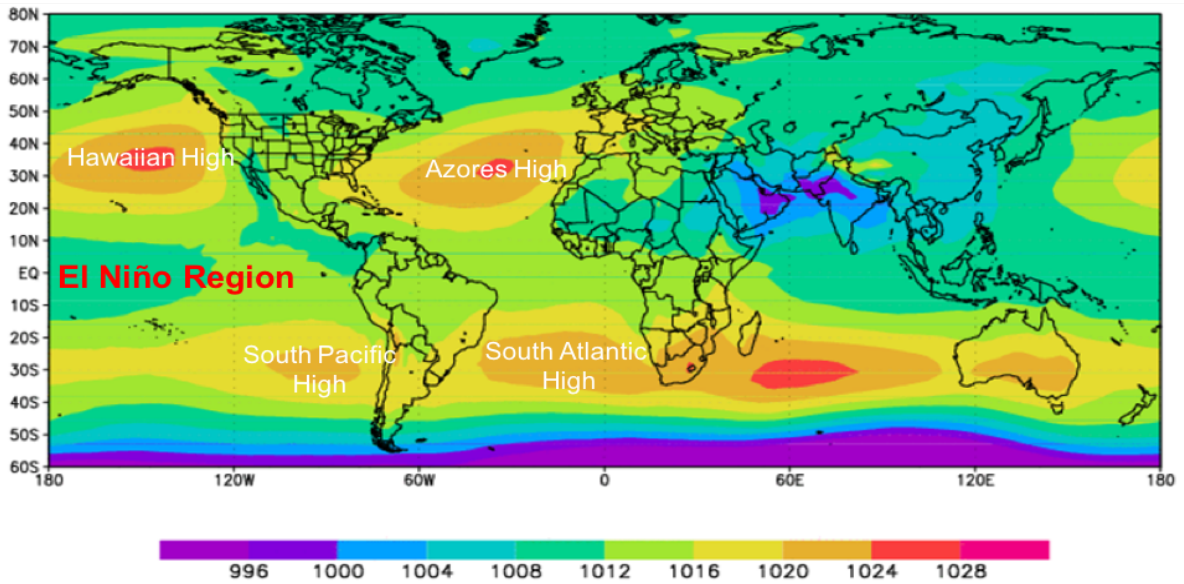 80N
70N
60N
50N
40N
Hawaiian High
Azores High
30N
20N
10N
EQ
El Niño Region
10S
20S
South Pacific
High
South Atlantic
High
30S
40S
50S
60S
180 120W 60W 0 60E 120E 180
996 1000 1004 1008 1012 1016 1020 1024 1028